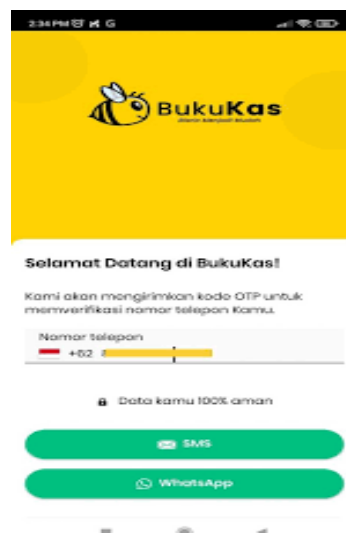 2:34 PM G
BukuKas
Selamat Datang di BukuKas!
Kami akan mengirimkan kode OTP untuk
memverifikasi nomor telepon Kamu.
Nomor telepon
+62
Data kamu 100% aman
SMS
WhatsApp